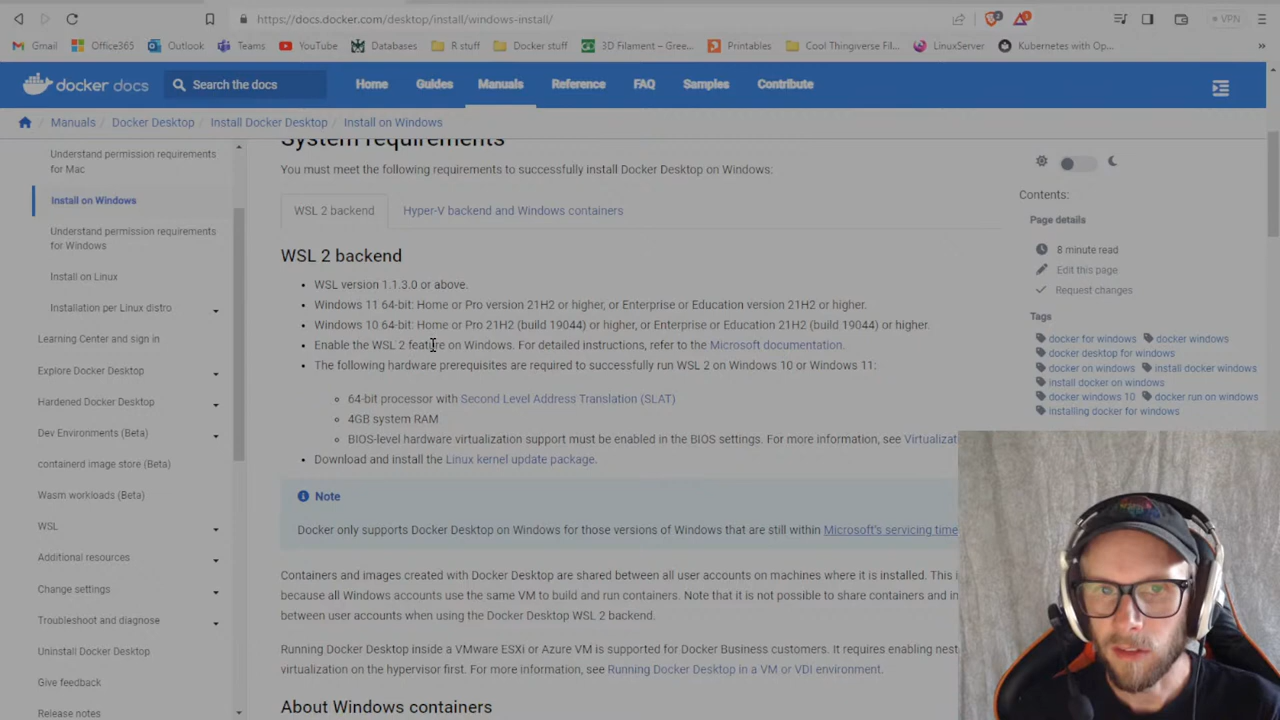 https://docs.docker.com/desktop/install/windows-install/
2
1
VPN
Gmail
Office365
Outlook
Teams
YouTube
Databases
R stuff
Docker stuff
3D Filament – Gree...
Printables
Cool Thingiverse Fil...
LinuxServer
Kubernetes with Op...
»
docker docs
Search the docs
Home
Guides
Manuals
Reference
FAQ
Samples
Contribute
Manuals / Docker Desktop / Install Docker Desktop / Install on Windows
Understand permission requirements
for Mac
Install on Windows
Understand permission requirements
for Windows
Install on Linux
Installation per Linux distro
Learning Center and sign in
Explore Docker Desktop
Hardened Docker Desktop
Dev Environments (Beta)
containerd image store (Beta)
Wasm workloads (Beta)
WSL
Additional resources
Change settings
Troubleshoot and diagnose
Uninstall Docker Desktop
Give feedback
Release notes
System requirements
You must meet the following requirements to successfully install Docker Desktop on Windows:
WSL 2 backend
Hyper-V backend and Windows containers
WSL 2 backend
• WSL version 1.1.3.0 or above.
• Windows 11 64-bit: Home or Pro version 21H2 or higher, or Enterprise or Education version 21H2 or higher.
• Windows 10 64-bit: Home or Pro 21H2 (build 19044) or higher, or Enterprise or Education 21H2 (build 19044) or higher.
• Enable the WSL 2 feature on Windows. For detailed instructions, refer to the Microsoft documentation.
• The following hardware prerequisites are required to successfully run WSL 2 on Windows 10 or Windows 11:
64-bit processor with Second Level Address Translation (SLAT)
4GB system RAM
BIOS-level hardware virtualization support must be enabled in the BIOS settings. For more information, see
• Download and install the Linux kernel update package.
Note
Docker only supports Docker Desktop on Windows for those versions of Windows that are still within Microsoft's servicing
Containers and images created with Docker Desktop are shared between all user accounts on machines where it is installed. This
because all Windows accounts use the same VM to build and run containers. Note that it is not possible to share containers and
between user accounts when using the Docker Desktop WSL 2 backend.
Running Docker Desktop inside a VMware ESXi or Azure VM is supported for Docker Business customers. It requires enabling
virtualization on the hypervisor first. For more information, see Running Docker Desktop in a VM or VDI environment.
About Windows containers
Contents:
Page details
8 minute read
Edit this page
Request changes
Tags
docker for windows
docker windows
docker desktop for windows
docker on windows
install docker windows
install docker on windows
docker windows 10
docker run on windows
installing docker for windows